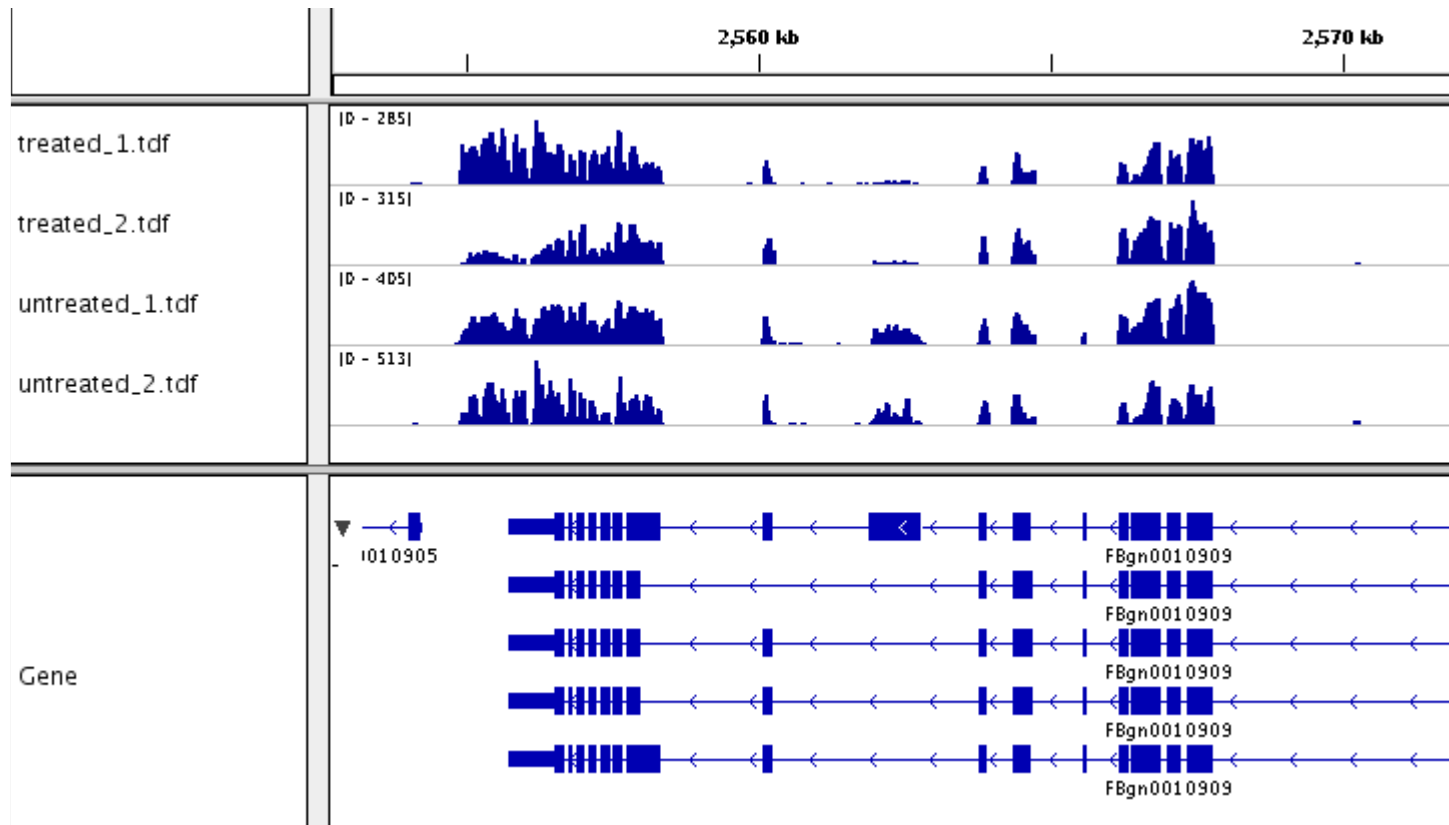 2,560 kb 2,570 kb
treated_1.tdf
[0 - 285]
treated_2.tdf
[0 - 315]
untreated_1.tdf
[0 - 405]
untreated_2.tdf
[0 - 513]
Gene
010905
FBgn0010909
FBgn0010909
FBgn0010909
FBgn0010909
FBgn0010909